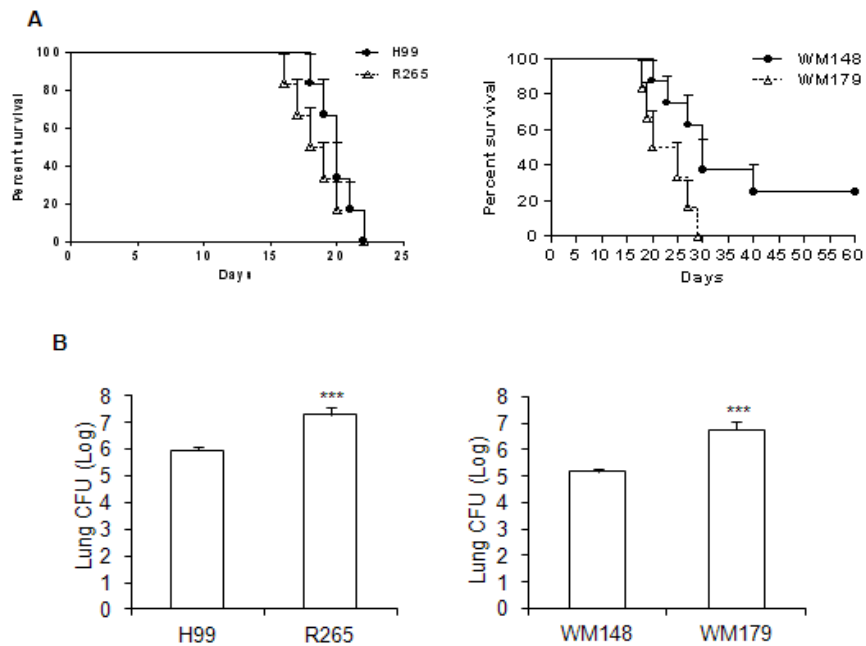 A
H99
R265
Percent survival
100
80
60
40
20
0
0 5 10 15 20 25
Days
WM148
WM179
Percent survival
100
80
60
40
20
0
0 5 10 15 20 25 30 35 40 45 50 55 60
Days
B
Lung CFU (Log)
8
7
6
5
4
3
2
1
0
***
H99 R265
Lung CFU (Log)
8
7
6
5
4
3
2
1
0
***
WM148 WM179